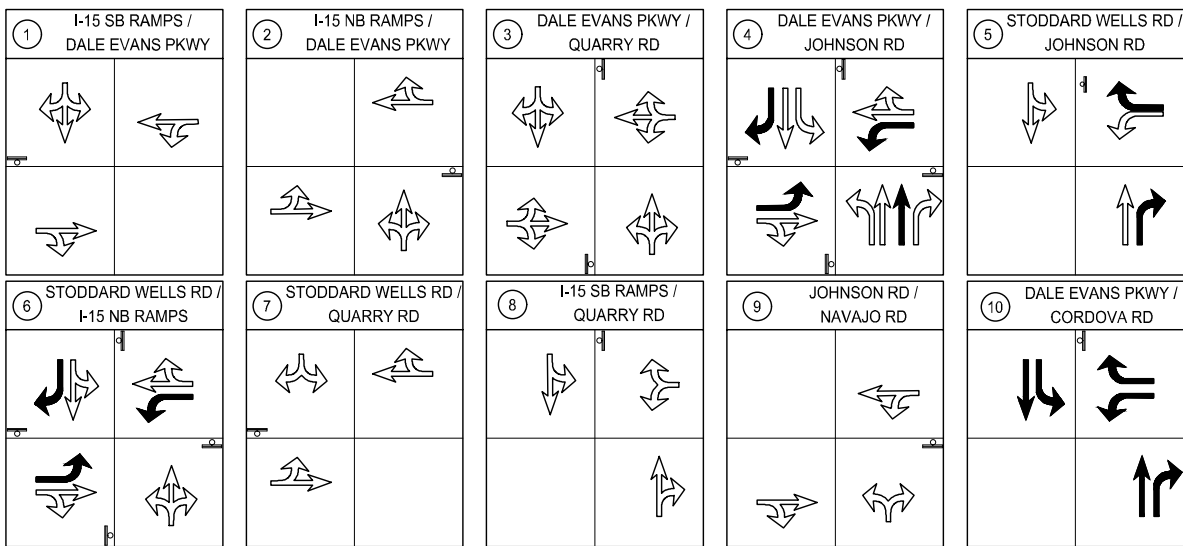 1
I-15 SB RAMPS /
DALE EVANS PKWY
2
I-15 NB RAMPS /
DALE EVANS PKWY
3
DALE EVANS PKWY /
QUARRY RD
4
DALE EVANS PKWY /
JOHNSON RD
5
STODDARD WELLS RD /
JOHNSON RD
6
STODDARD WELLS RD /
I-15 NB RAMPS
7
STODDARD WELLS RD /
QUARRY RD
8
I-15 SB RAMPS /
QUARRY RD
9
JOHNSON RD /
NAVAJO RD
10
DALE EVANS PKWY /
CORDOVA RD